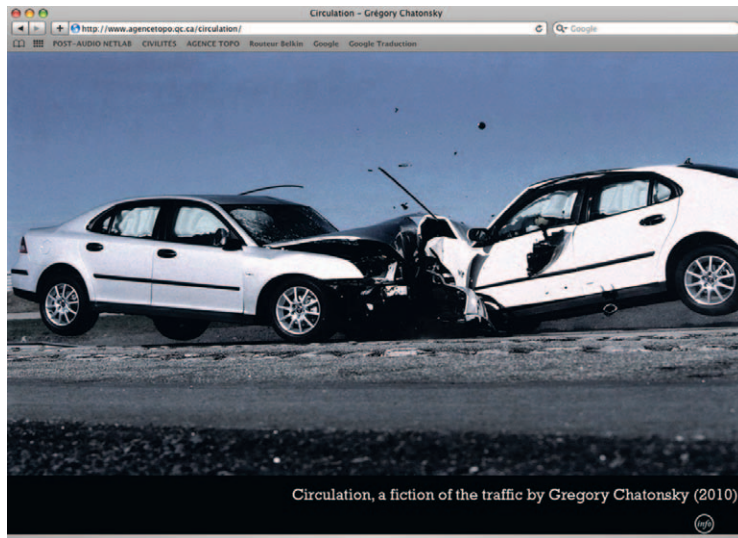 Circulation – Grégory Chatonsky
http://www.agencetopo.qc.ca/circulation/
Google
POST-AUDIO NETLAB CIVILITÉS AGENCE TOPO Routeur Belkin Google Google Traduction
Circulation, a fiction of the traffic by Gregory Chatonsky (2010)
info